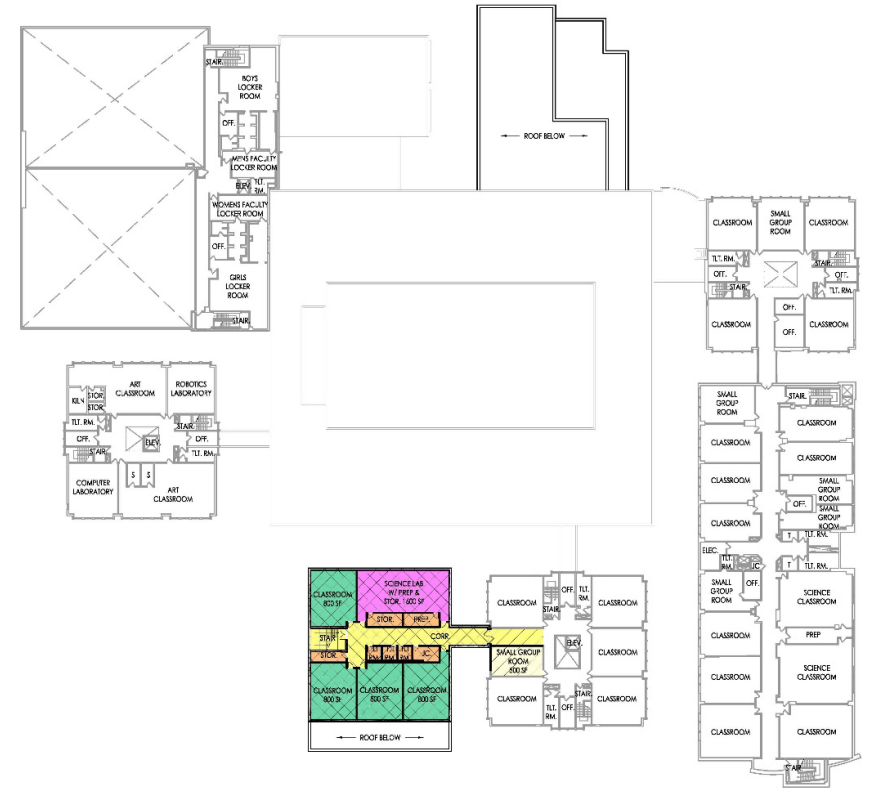 STAIR.
BOYS
LOCKER
ROOM
OFF.
MENS FACULTY
LOCKER ROOM
ELEV.
TLT.
RM.
WOMENS FACULTY
LOCKER ROOM
OFF.
GIRLS
LOCKER
ROOM
STAIR.
ROOF BELOW
CLASSROOM
SMALL
GROUP
ROOM
CLASSROOM
TLT. RM.
STAIR.
OFF.
OFF.
STAIR.
TLT. RM.
OFF.
CLASSROOM
OFF.
CLASSROOM
ART
CLASSROOM
ROBOTICS
LABORATORY
KILN
STOR.
STOR.
TLT. RM.
STAIR.
OFF.
ELEV.
OFF.
STAIR.
TLT. RM.
COMPUTER
LABORATORY
S
S
ART
CLASSROOM
SMALL
GROUP
ROOM
STAIR.
CLASSROOM
CLASSROOM
CLASSROOM
CLASSROOM
SMALL
GROUP
ROOM
OFF.
CLASSROOM
SMALL
GROUP
ROOM
T
TLT. RM.
ELEC.
TLT.
RM.
JC
T
TLT. RM.
SMALL
GROUP
ROOM
OFF.
SCIENCE
CLASSROOM
CLASSROOM
PREP
CLASSROOM
SCIENCE
CLASSROOM
CLASSROOM
CLASSROOM
STAIR
CLASSROOM
800 SF
SCIENCE LAB
W/ PREP &
STOR. 1600 SF
STOR.
PREP.
STAIR
CORR.
STOR.
JC
CLASSROOM
800 SF
CLASSROOM
800 SF
CLASSROOM
800 SF
ROOF BELOW
CLASSROOM
OFF.
TLT.
RM.
STAIR
CLASSROOM
ELEV.
SMALL GROUP
ROOM
500 SF
CLASSROOM
CLASSROOM
STAIR.
TLT.
RM.
OFF.
CLASSROOM